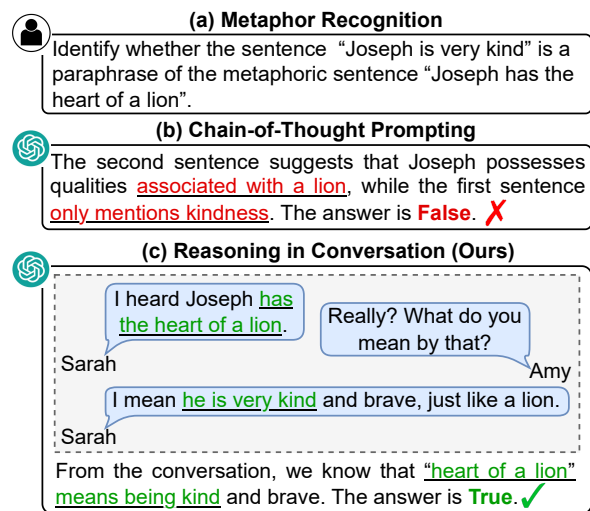 (a) Metaphor Recognition
Identify whether the sentence “Joseph is very kind” is a
paraphrase of the metaphoric sentence “Joseph has the
heart of a lion”.
(b) Chain-of-Thought Prompting
The second sentence suggests that Joseph possesses
qualities associated with a lion, while the first sentence
only mentions kindness. The answer is False. ✗
(c) Reasoning in Conversation (Ours)
I heard Joseph has
the heart of a lion.
Sarah
Really? What do you
mean by that?
Amy
I mean he is very kind and brave, just like a lion.
Sarah
From the conversation, we know that “heart of a lion”
means being kind and brave. The answer is True. ✓